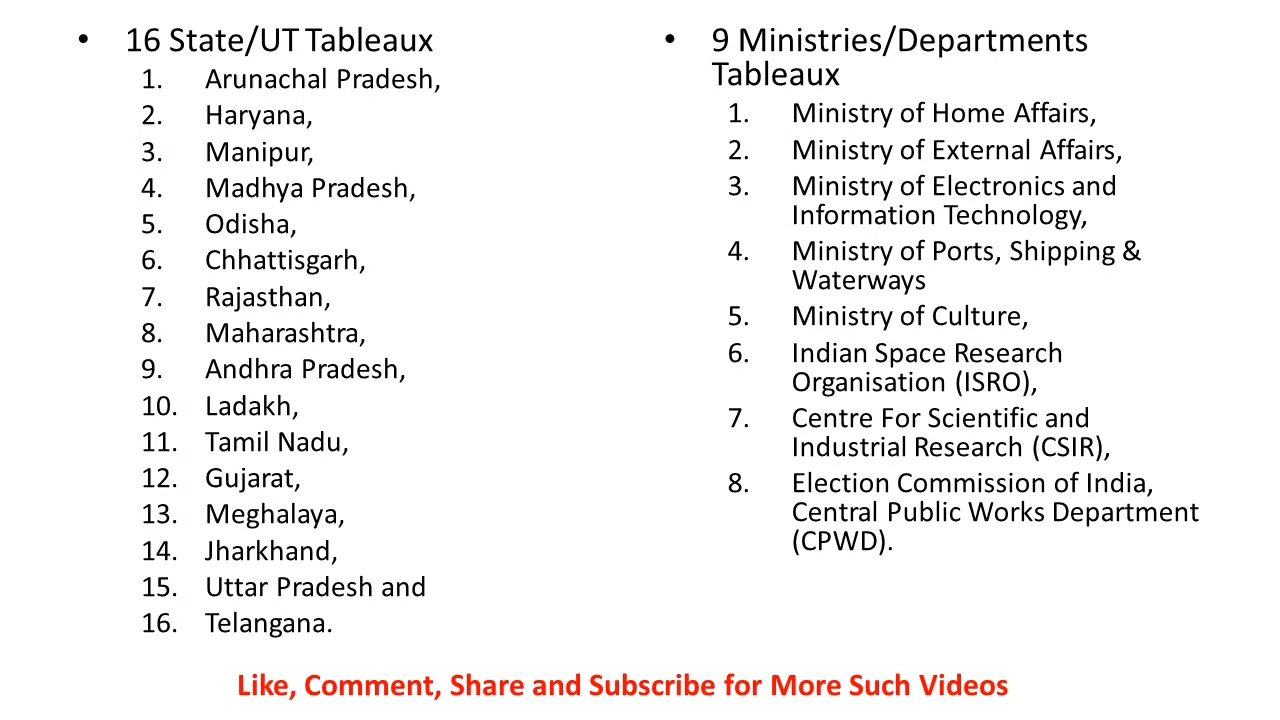 • 16 State/UT Tableaux
1. Arunachal Pradesh,
2. Haryana,
3. Manipur,
4. Madhya Pradesh,
5. Odisha,
6. Chhattisgarh,
7. Rajasthan,
8. Maharashtra,
9. Andhra Pradesh,
10. Ladakh,
11. Tamil Nadu,
12. Gujarat,
13. Meghalaya,
14. Jharkhand,
15. Uttar Pradesh and
16. Telangana.
• 9 Ministries/Departments
Tableaux
1. Ministry of Home Affairs,
2. Ministry of External Affairs,
3. Ministry of Electronics and
Information Technology,
4. Ministry of Ports, Shipping &
Waterways
5. Ministry of Culture,
6. Indian Space Research
Organisation (ISRO),
7. Centre For Scientific and
Industrial Research (CSIR),
8. Election Commission of India,
Central Public Works Department
(CPWD).
Like, Comment, Share and Subscribe for More Such Videos